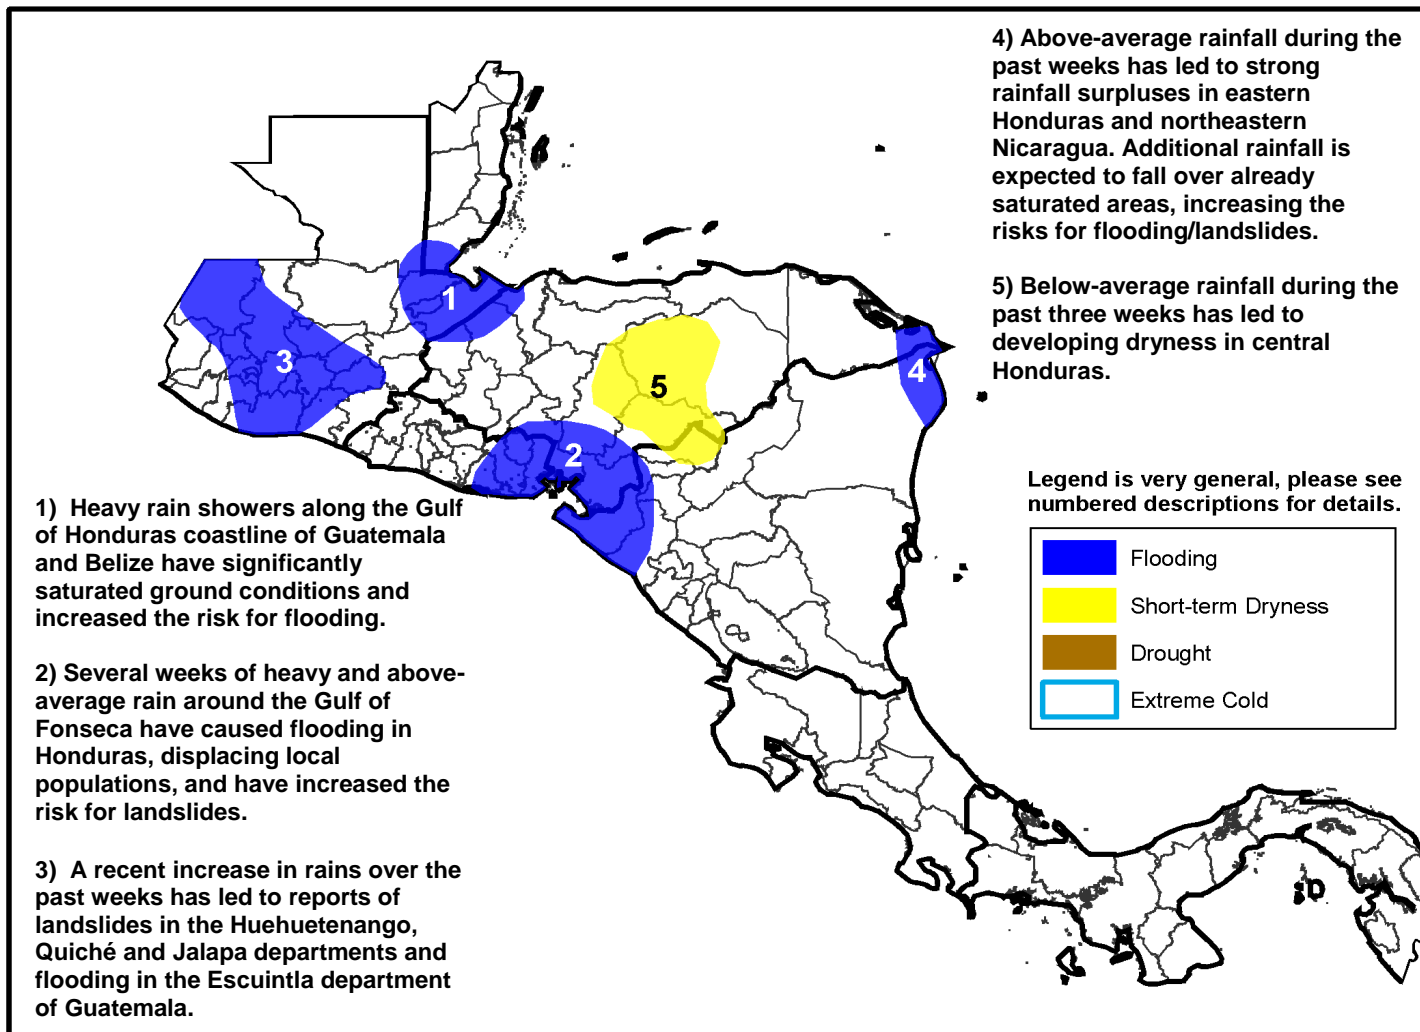 4) Above-average rainfall during the
past weeks has led to strong
rainfall surpluses in eastern
Honduras and northeastern
Nicaragua. Additional rainfall is
expected to fall over already
saturated areas, increasing the
risks for flooding/landslides.
5) Below-average rainfall during the
past three weeks has led to
developing dryness in central
Honduras.
1
3
4
5
2
Legend is very general, please see
numbered descriptions for details.
Flooding
Short-term Dryness
Drought
Extreme Cold
1) Heavy rain showers along the Gulf
of Honduras coastline of Guatemala
and Belize have significantly
saturated ground conditions and
increased the risk for flooding.
2) Several weeks of heavy and above-
average rain around the Gulf of
Fonseca have caused flooding in
Honduras, displacing local
populations, and have increased the
risk for landslides.
3) A recent increase in rains over the
past weeks has led to reports of
landslides in the Huehuetenango,
Quiché and Jalapa departments and
flooding in the Escuintla department
of Guatemala.